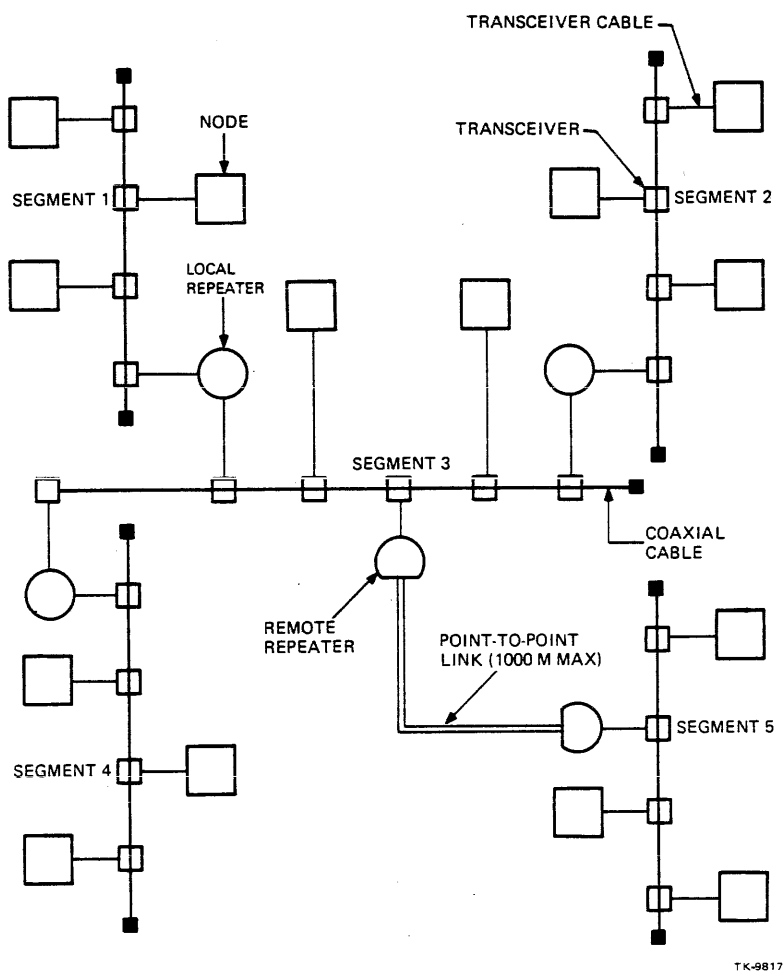 TRANSCEIVER CABLE
NODE
TRANSCEIVER
SEGMENT 1
SEGMENT 2
LOCAL
REPEATER
SEGMENT 3
COAXIAL
CABLE
REMOTE
REPEATER
POINT-TO-POINT
LINK (1000 M MAX)
SEGMENT 5
SEGMENT 4
TK-9817